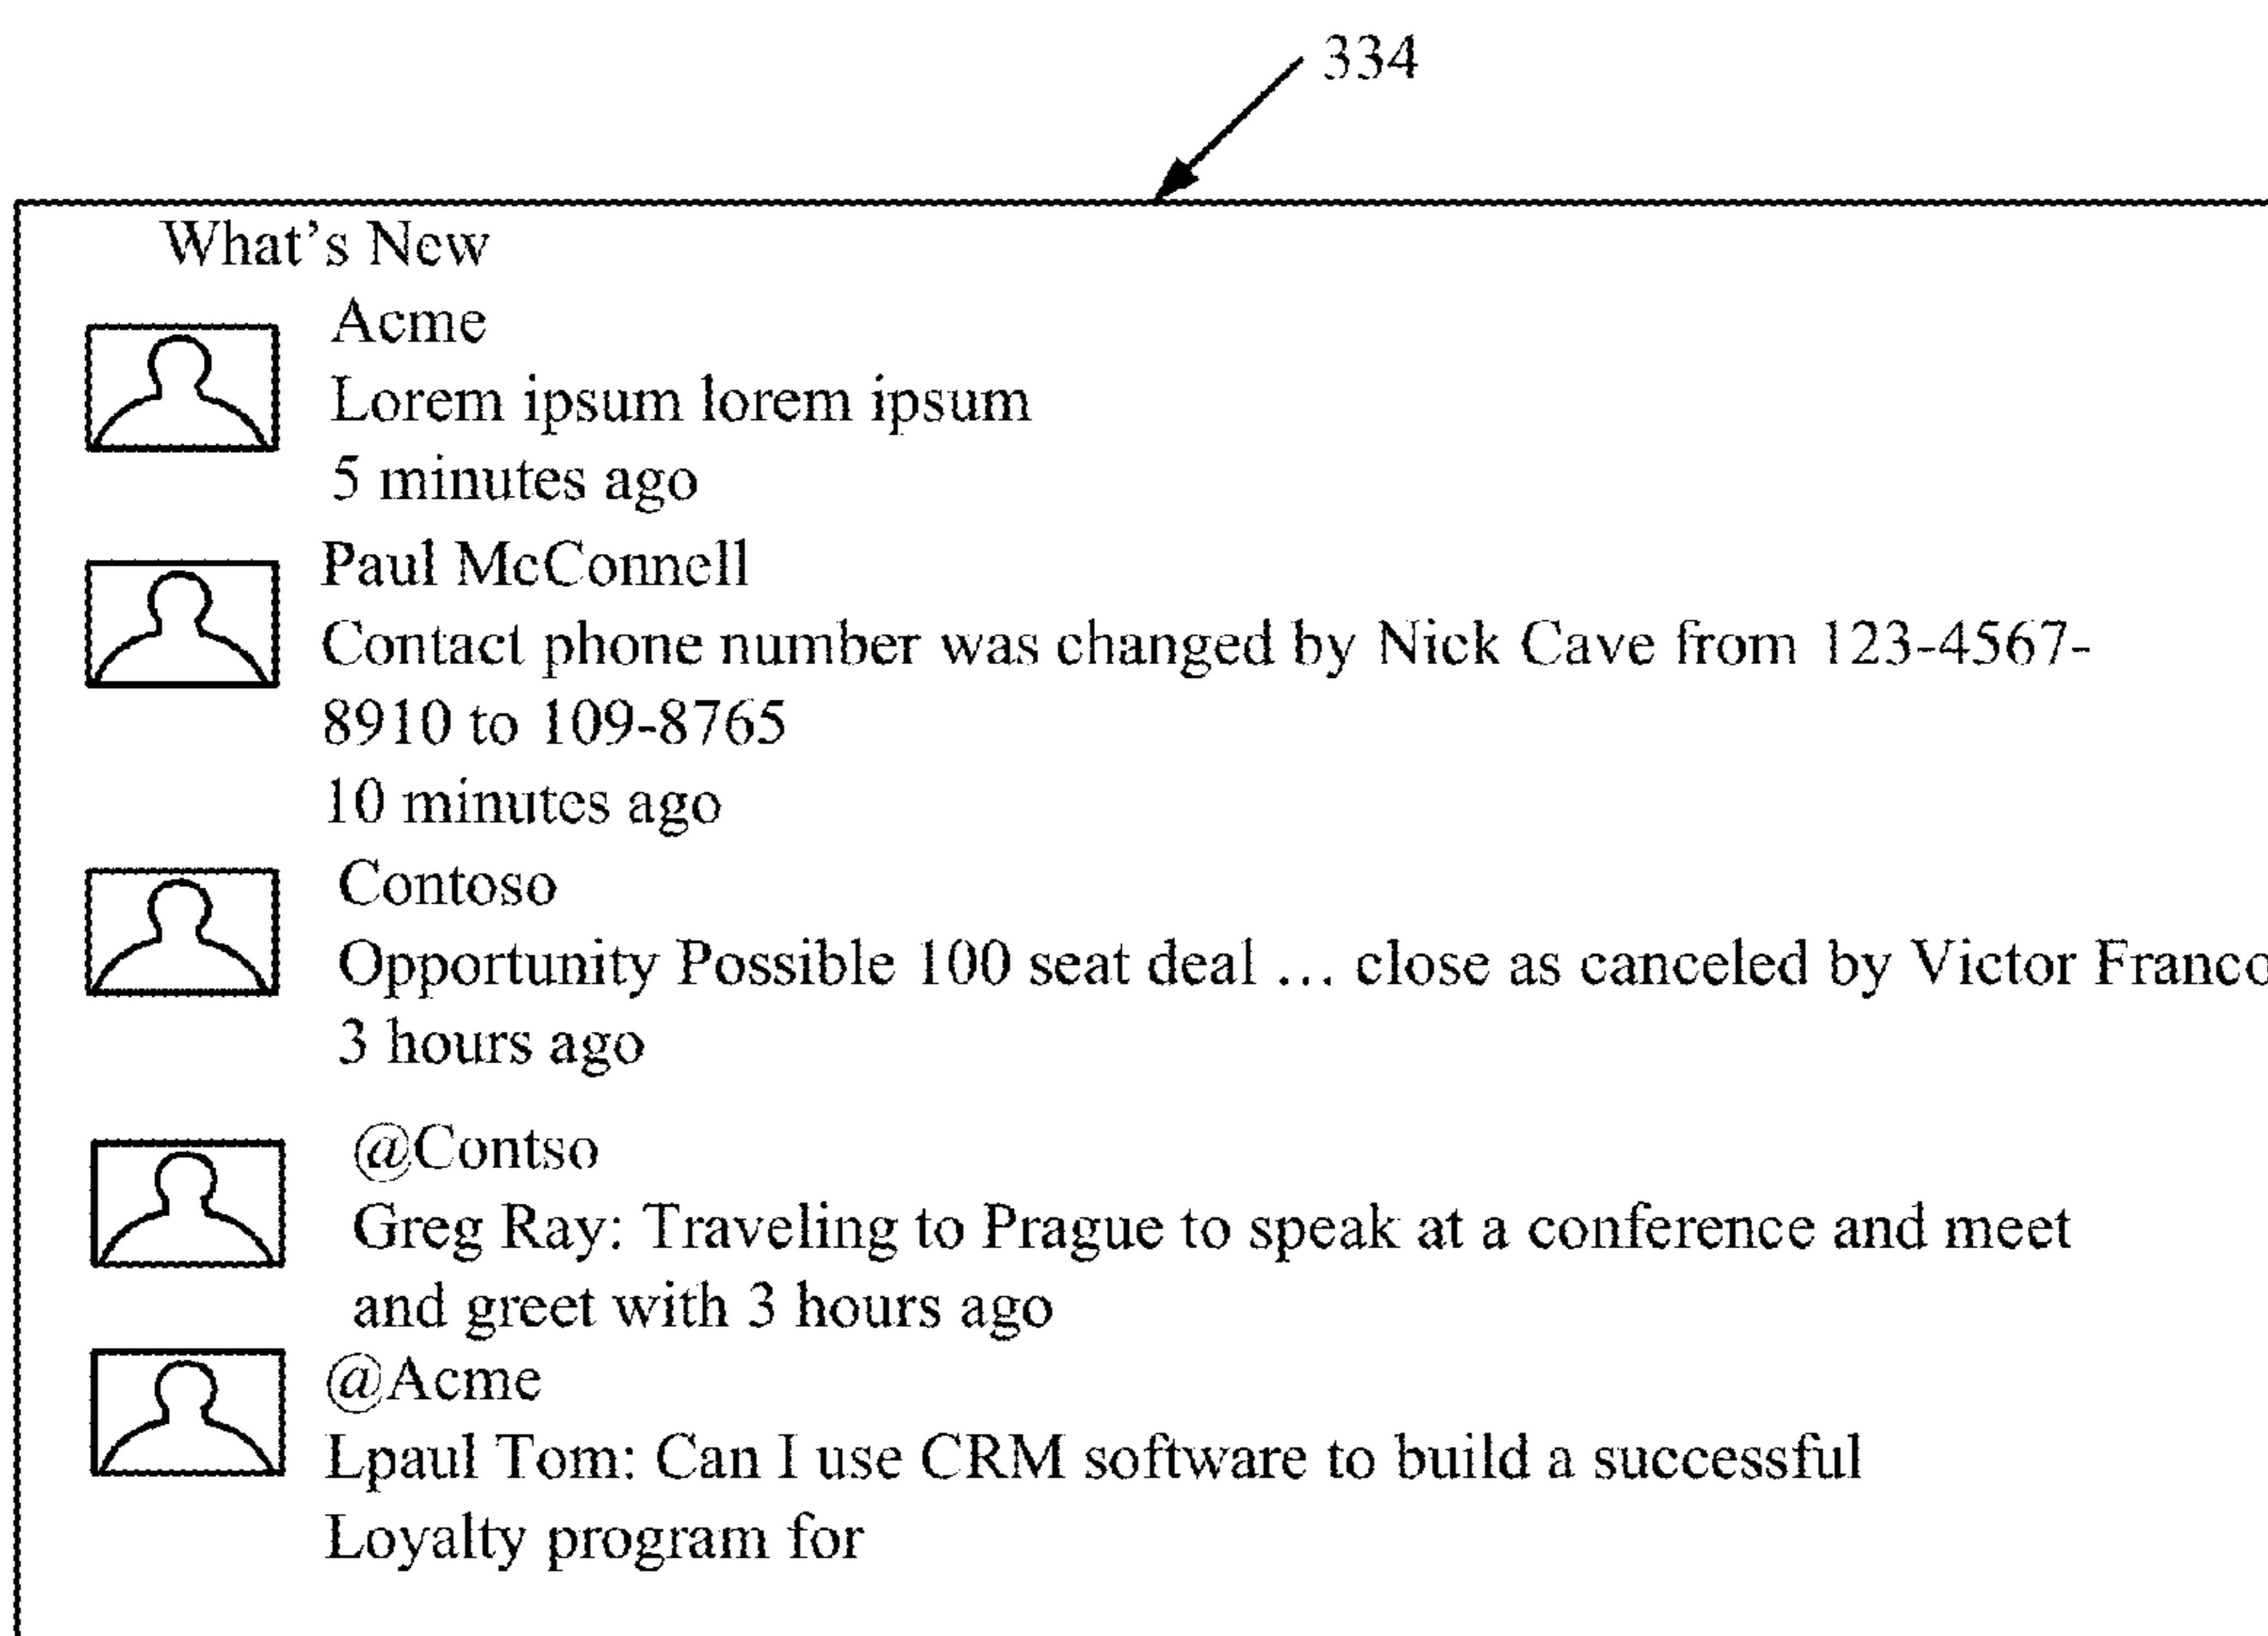 334
What's New
Acme
Lorem ipsum lorem ipsum
5 minutes ago
Paul McConnell
Contact phone number was changed by Nick Cave from 123-4567-
8910 to 109-8765
10 minutes ago
Contoso
Opportunity Possible 100 seat deal ... close as canceled by Victor Franco
3 hours ago
@Contso
Greg Ray: Traveling to Prague to speak at a conference and meet
and greet with 3 hours ago
@Acme
Lpaul Tom: Can I use CRM software to build a successful
Loyalty program for